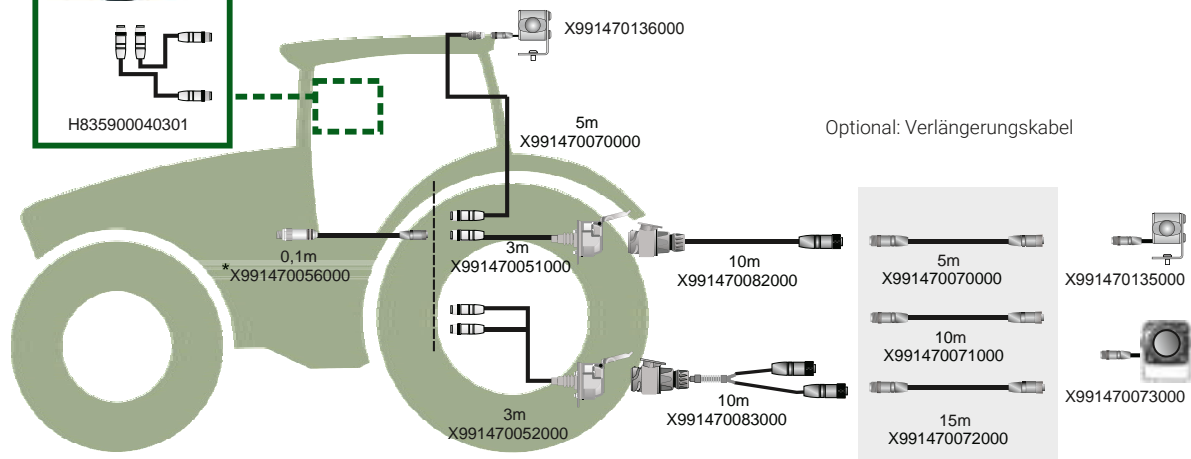 X991470136000
H835900040301
5m
X991470070000
Optional: Verlängerungskabel
0,1m
*X991470056000
3m
X991470051000
10m
X991470082000
5m
X991470070000
X991470135000
10m
X991470071000
X991470073000
3m
X991470052000
10m
X991470083000
15m
X991470072000